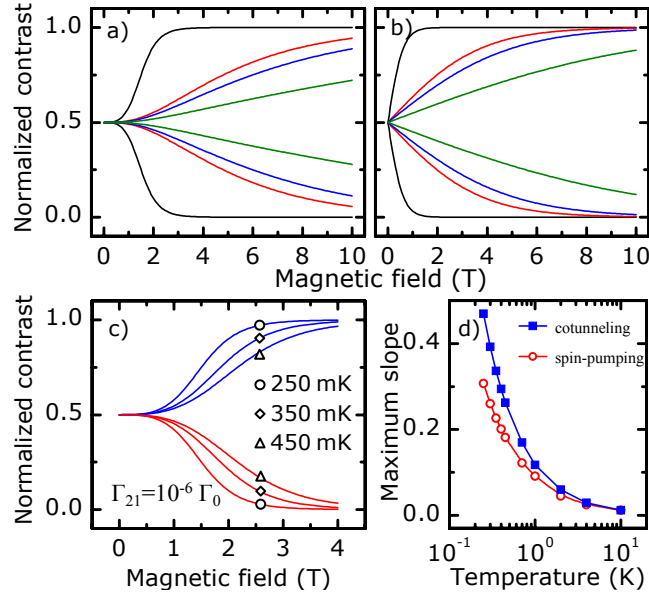 a)
b)
Normalized contrast
1.0
0.5
0.0
0 2 4 6 8 10 0 2 4 6 8 10
Magnetic field (T)
c)
Normalized contrast
1.0
0.5
0.0
250 mK
350 mK
450 mK
Γ21=10-6 Γ0
0 1 2 3 4
Magnetic field (T)
d)
cotunneling
spin-pumping
Maximum slope
0.4
0.2
0.0
10-1 100 101
Temperature (K)